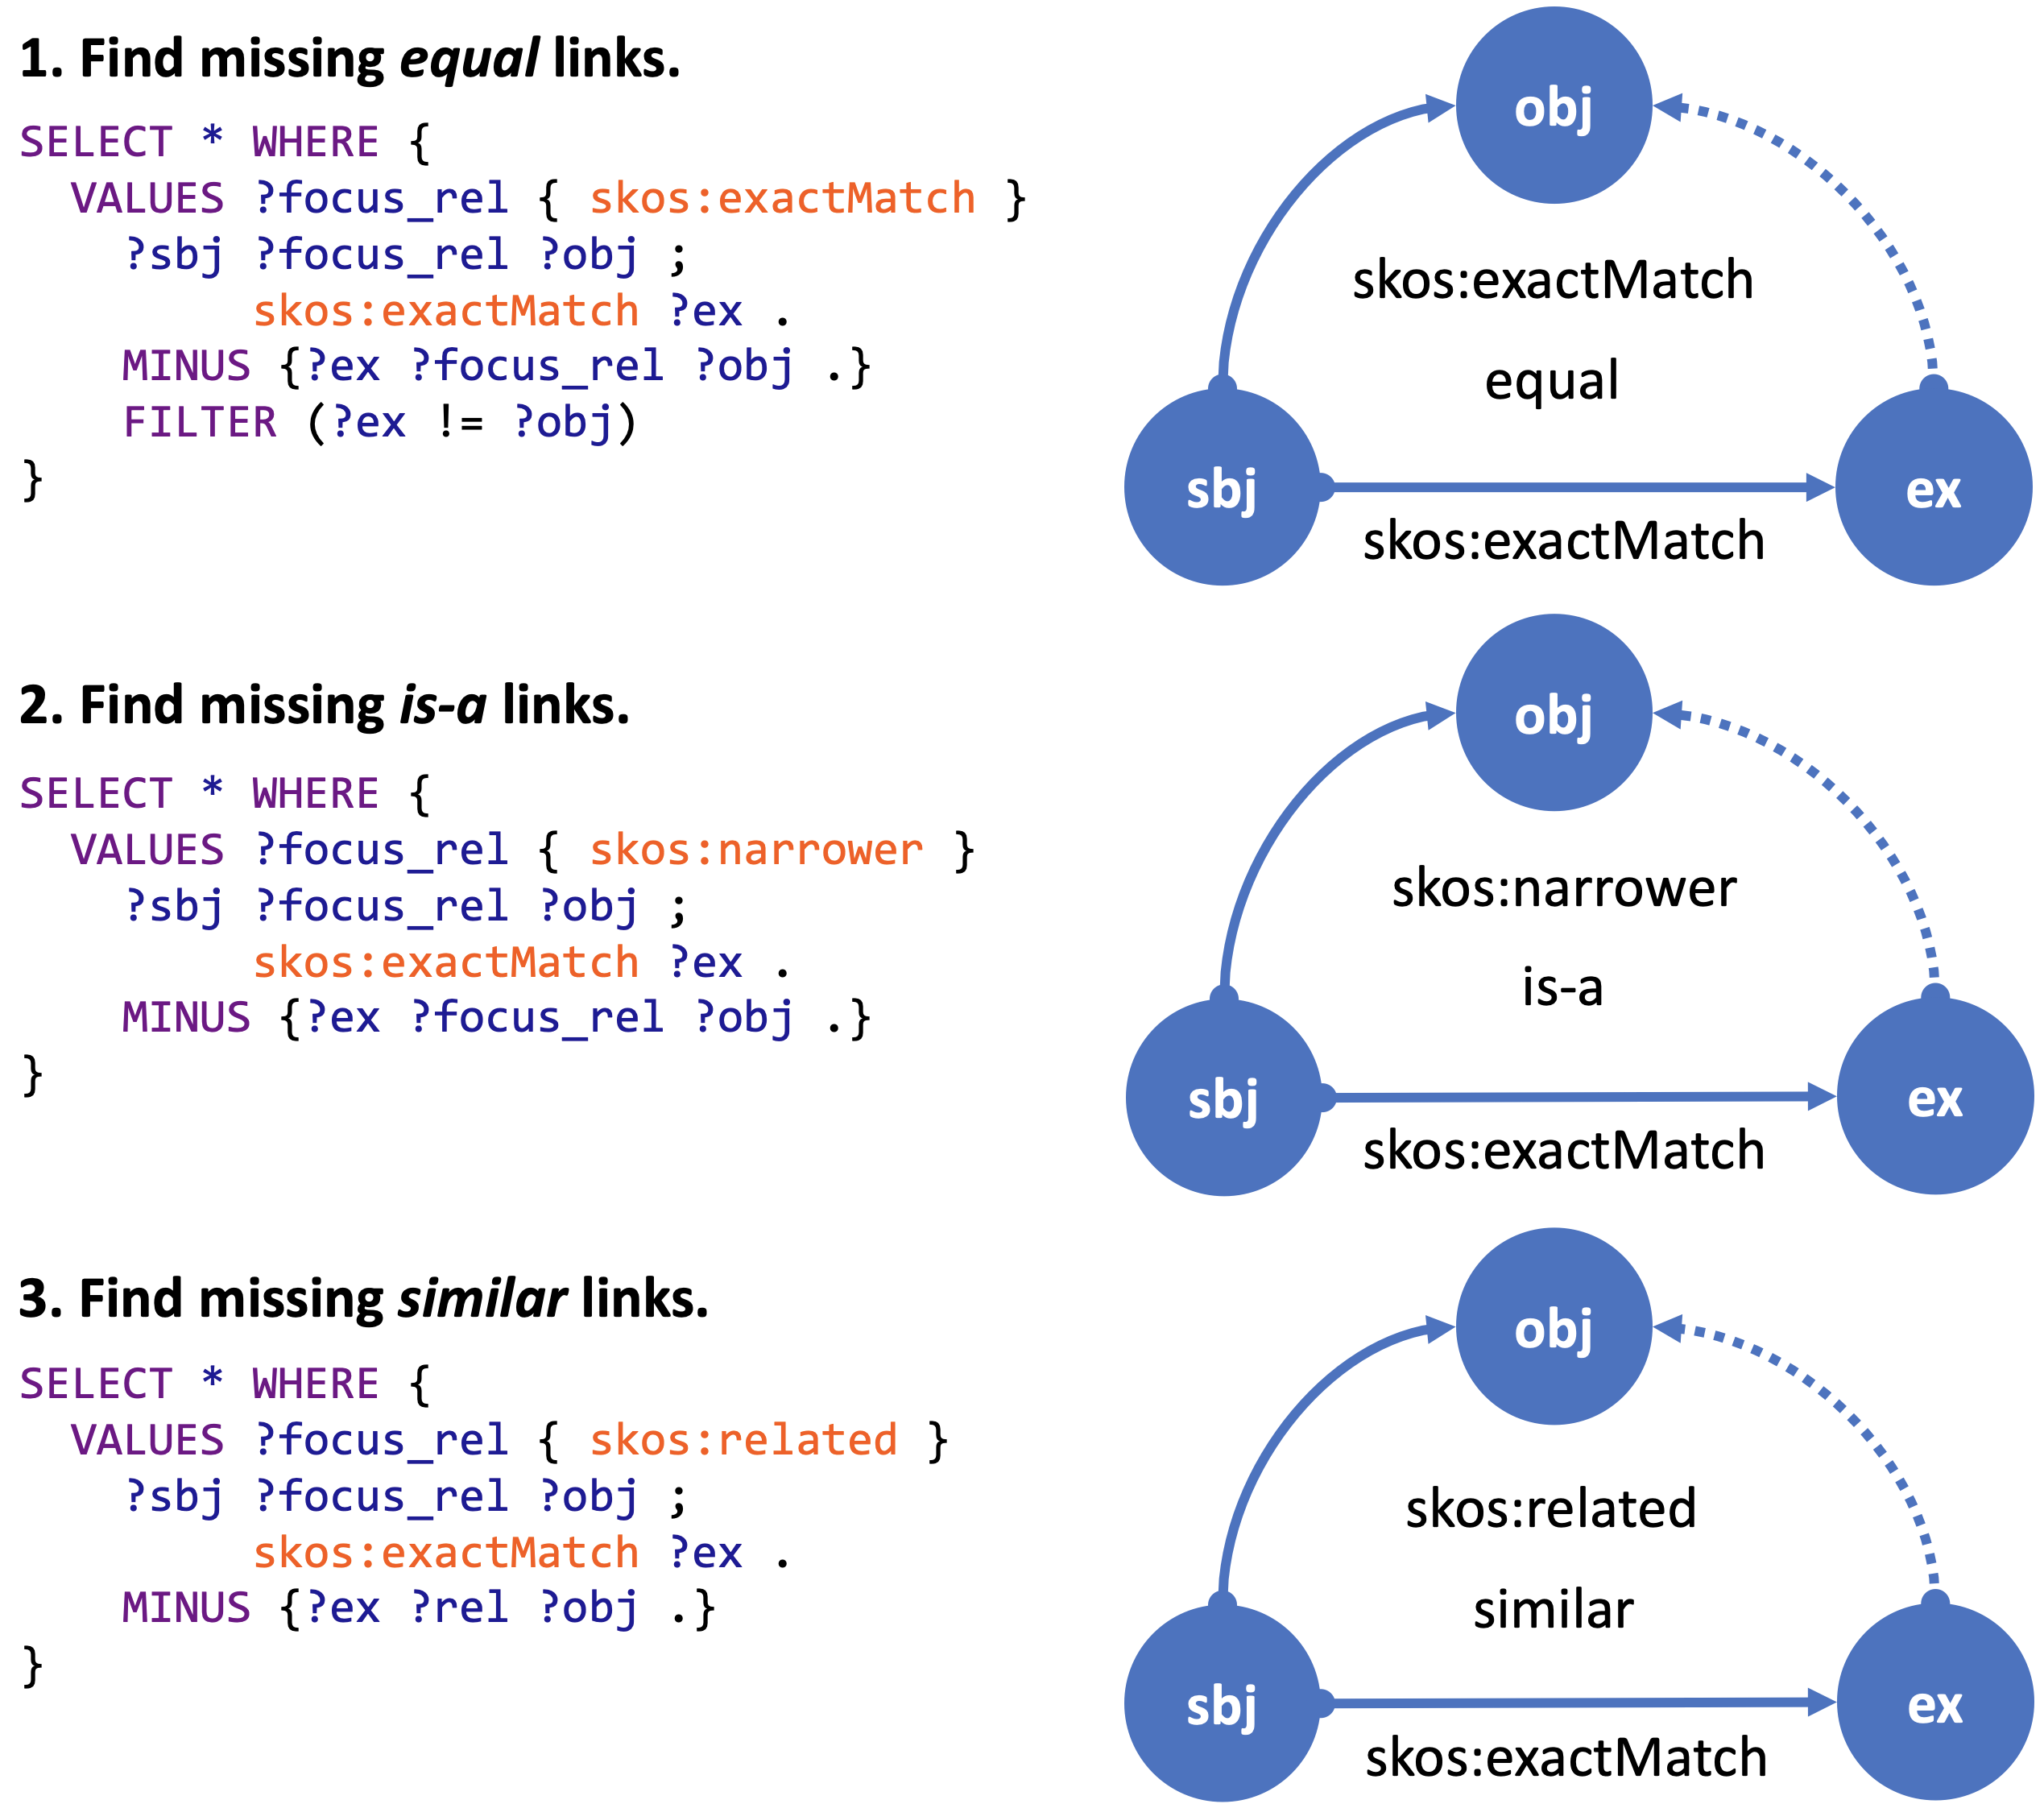 1. Find missing equal links.
SELECT * WHERE {
VALUES ?focus_rel { skos:exactMatch }
?sbj ?focus_rel ?obj ;
skos:exactMatch ?ex .
MINUS {?ex ?focus_rel ?obj .}
FILTER (?ex != ?obj)
}
obj
skos:exactMatch
equal
sbj
ex
skos:exactMatch
2. Find missing is-a links.
SELECT * WHERE {
VALUES ?focus_rel { skos:narrower }
?sbj ?focus_rel ?obj ;
skos:exactMatch ?ex .
MINUS {?ex ?focus_rel ?obj .}
}
obj
skos:narrower
is-a
sbj
ex
skos:exactMatch
3. Find missing similar links.
SELECT * WHERE {
VALUES ?focus_rel { skos:related }
?sbj ?focus_rel ?obj ;
skos:exactMatch ?ex .
MINUS {?ex ?rel ?obj .}
}
obj
skos:related
similar
sbj
ex
skos:exactMatch